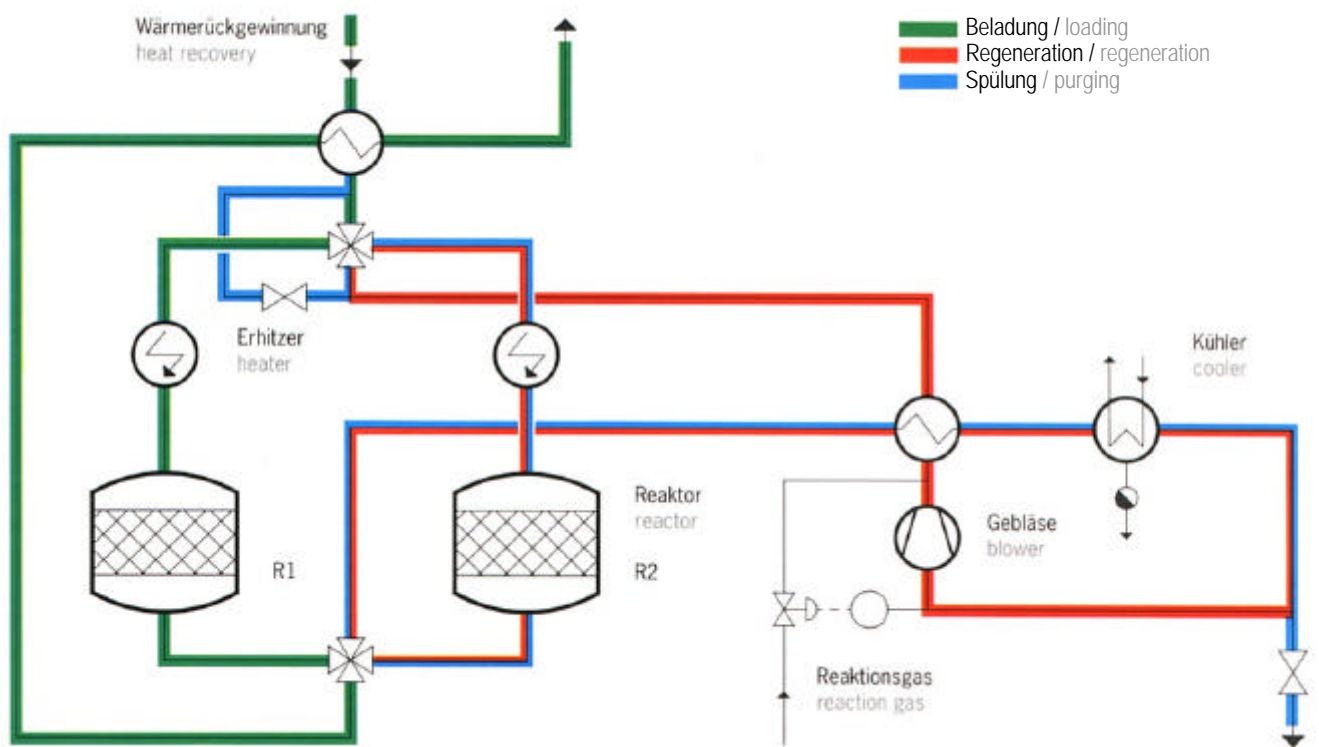 Wärmerückgewinnung
heat recovery
Beladung / loading
Regeneration / regeneration
Spülung / purging
Erhitzer
heater
Kühler
cooler
Reaktor
reactor
R1
R2
Gebläse
blower
Reaktionsgas
reaction gas